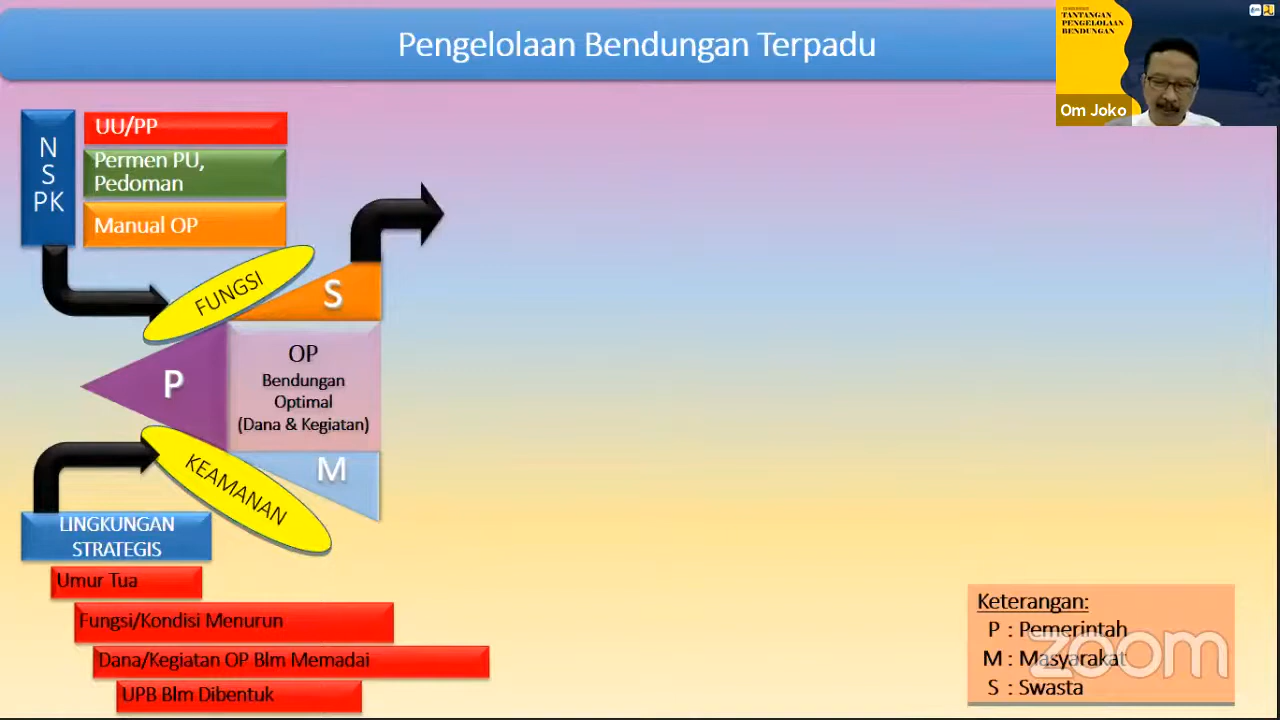 Pengelolaan Bendungan Terpadu
TANTANGAN
PENGELOLAAN
BENDUNGAN
Om Joko
N
S
PK
UU/PP
Permen PU,
Pedoman
Manual OP
FUNGSI
S
P
OP
Bendungan
Optimal
(Dana & Kegiatan)
M
KEAMANAN
LINGKUNGAN
STRATEGIS
Umur Tua
Fungsi/Kondisi Menurun
Dana/Kegiatan OP Blm Memadai
UPB Blm Dibentuk
Keterangan:
P : Pemerintah
M : Masyarakat
S : Swasta
zoom